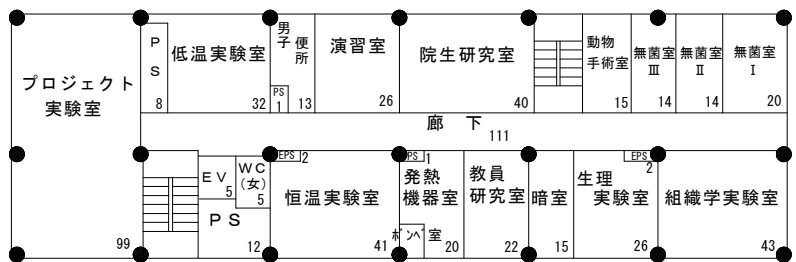 プロジェクト
実験室
99
PS
8
低温実験室
32
男子
便所
PS
1
13
演習室
26
院生研究室
40
動物
手術室
15
無菌室
Ⅲ
14
無菌室
Ⅱ
14
無菌室
Ⅰ
20
廊 下
111
EV
5
WC
(女)
5
PS
12
EPS
2
恒温実験室
41
PS
1
発熱
機器室
ボンベ室
20
教員
研究室
22
暗室
15
EPS
2
生理
実験室
26
組織学実験室
43